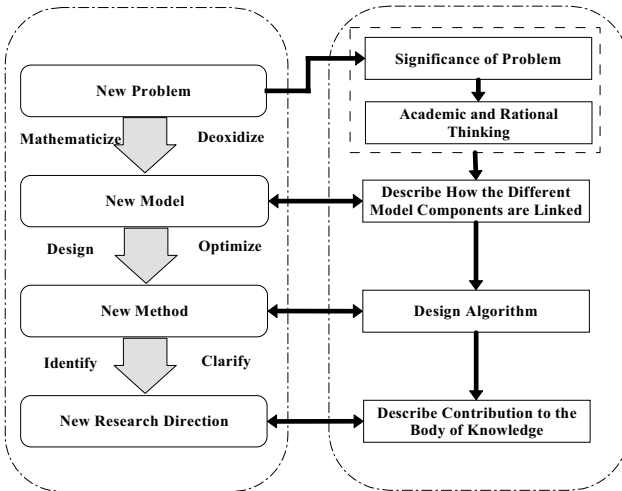 New Problem
Mathematicize
Deoxidize
New Model
Design
Optimize
New Method
Identify
Clarify
New Research Direction
Significance of Problem
Academic and Rational
Thinking
Describe How the Different
Model Components are Linked
Design Algorithm
Describe Contribution to the
Body of Knowledge